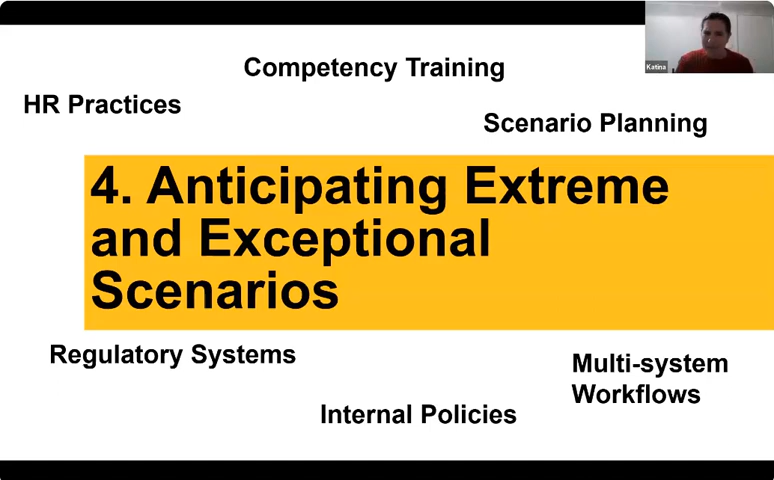 Competency Training
HR Practices
Scenario Planning
4. Anticipating Extreme
and Exceptional
Scenarios
Regulatory Systems
Multi-system
Workflows
Internal Policies
Katina